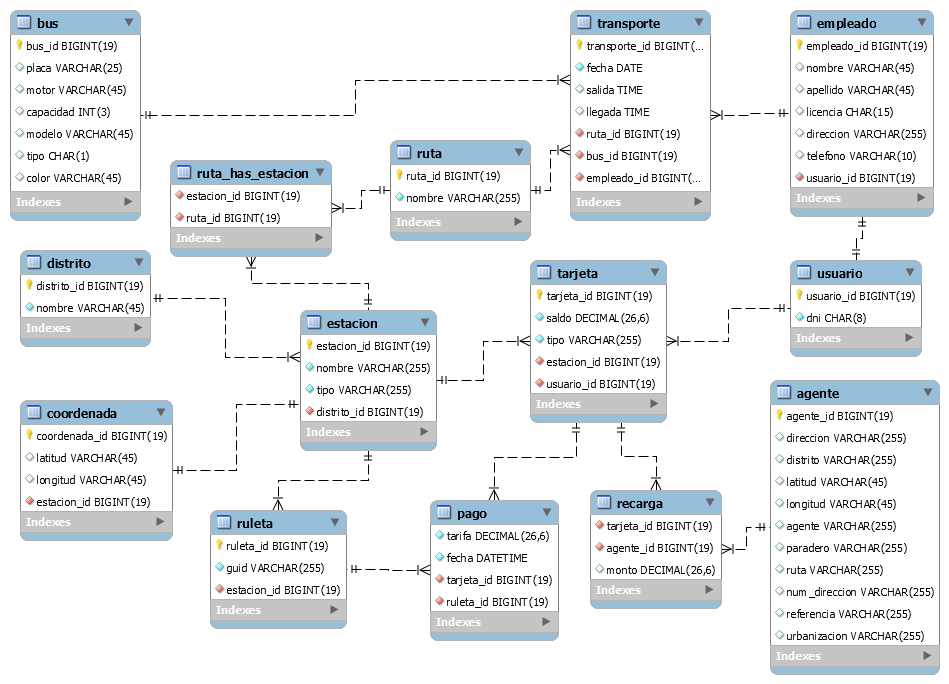 bus
bus_id BIGINT(19)
placa VARCHAR(25)
motor VARCHAR(45)
capacidad INT(3)
modelo VARCHAR(45)
tipo CHAR(1)
color VARCHAR(45)
Indexes
transporte
transporte_id BIGINT(...
fecha DATE
salida TIME
llegada TIME
ruta_id BIGINT(19)
bus_id BIGINT(19)
empleado_id BIGINT(...
Indexes
empleado
empleado_id BIGINT(19)
nombre VARCHAR(45)
apellido VARCHAR(45)
licencia CHAR(15)
direccion VARCHAR(255)
telefono VARCHAR(10)
usuario_id BIGINT(19)
Indexes
ruta_has_estacion
estacion_id BIGINT(19)
ruta_id BIGINT(19)
Indexes
ruta
ruta_id BIGINT(19)
nombre VARCHAR(255)
Indexes
distrito
distrito_id BIGINT(19)
nombre VARCHAR(45)
Indexes
estacion
estacion_id BIGINT(19)
nombre VARCHAR(255)
tipo VARCHAR(255)
distrito_id BIGINT(19)
Indexes
tarjeta
tarjeta_id BIGINT(19)
saldo DECIMAL(26,6)
tipo VARCHAR(255)
estacion_id BIGINT(19)
usuario_id BIGINT(19)
Indexes
usuario
usuario_id BIGINT(19)
dni CHAR(8)
Indexes
coordenada
coordenada_id BIGINT(19)
latitud VARCHAR(45)
longitud VARCHAR(45)
estacion_id BIGINT(19)
Indexes
ruleta
ruleta_id BIGINT(19)
guid VARCHAR(255)
estacion_id BIGINT(19)
Indexes
pago
tarifa DECIMAL(26,6)
fecha DATETIME
tarjeta_id BIGINT(19)
ruleta_id BIGINT(19)
Indexes
recarga
tarjeta_id BIGINT(19)
agente_id BIGINT(19)
monto DECIMAL(26,6)
Indexes
agente
agente_id BIGINT(19)
direccion VARCHAR(255)
distrito VARCHAR(255)
latitud VARCHAR(45)
longitud VARCHAR(45)
agente VARCHAR(255)
paradero VARCHAR(255)
ruta VARCHAR(255)
num_direccion VARCHAR(255)
referencia VARCHAR(255)
urbanizacion VARCHAR(255)
Indexes